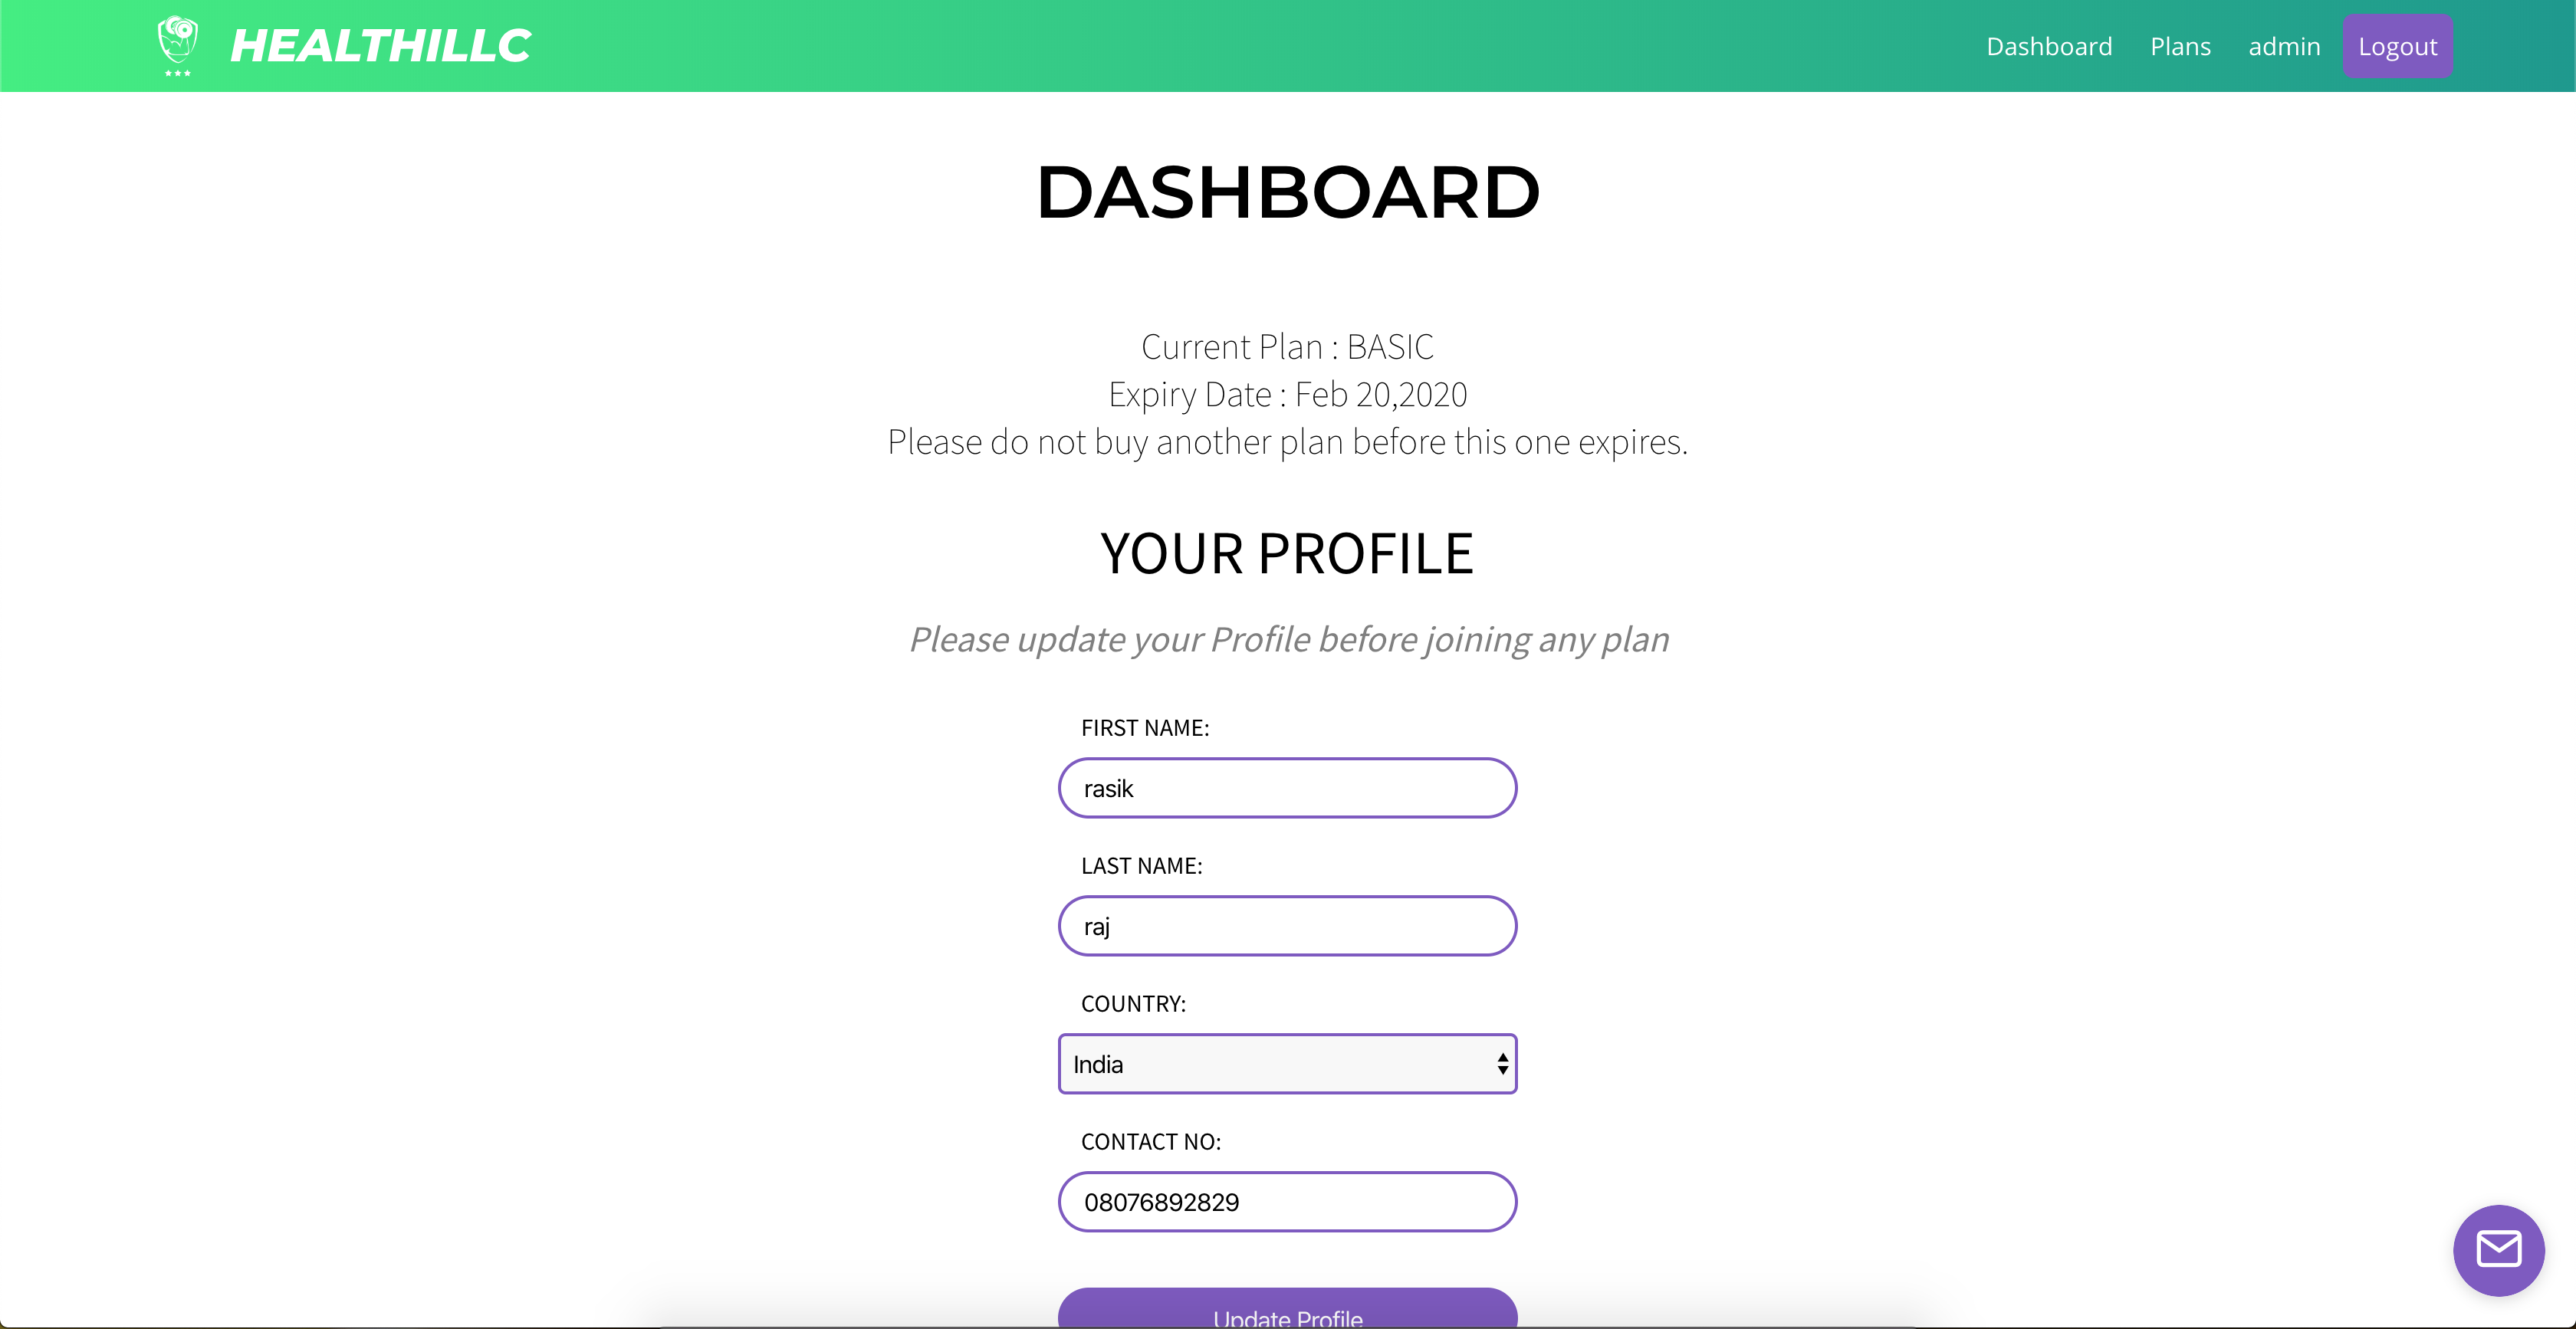 HEALTHILLC
Dashboard Plans admin Logout
DASHBOARD
Current Plan : BASIC
Expiry Date : Feb 20,2020
Please do not buy another plan before this one expires.
YOUR PROFILE
Please update your Profile before joining any plan
FIRST NAME:
rasik
LAST NAME:
raj
COUNTRY:
India
CONTACT NO:
08076892829
Update Profile